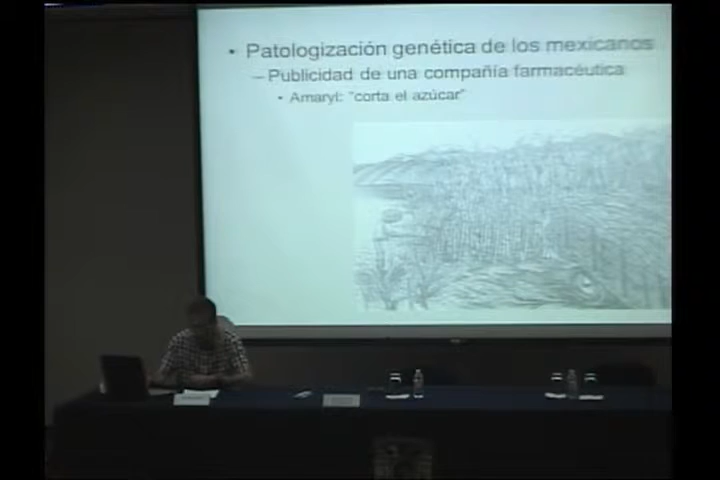 • Patologización genética de los mexicanos
– Publicidad de una compañía farmacéutica
• Amaryl: "corta el azúcar"